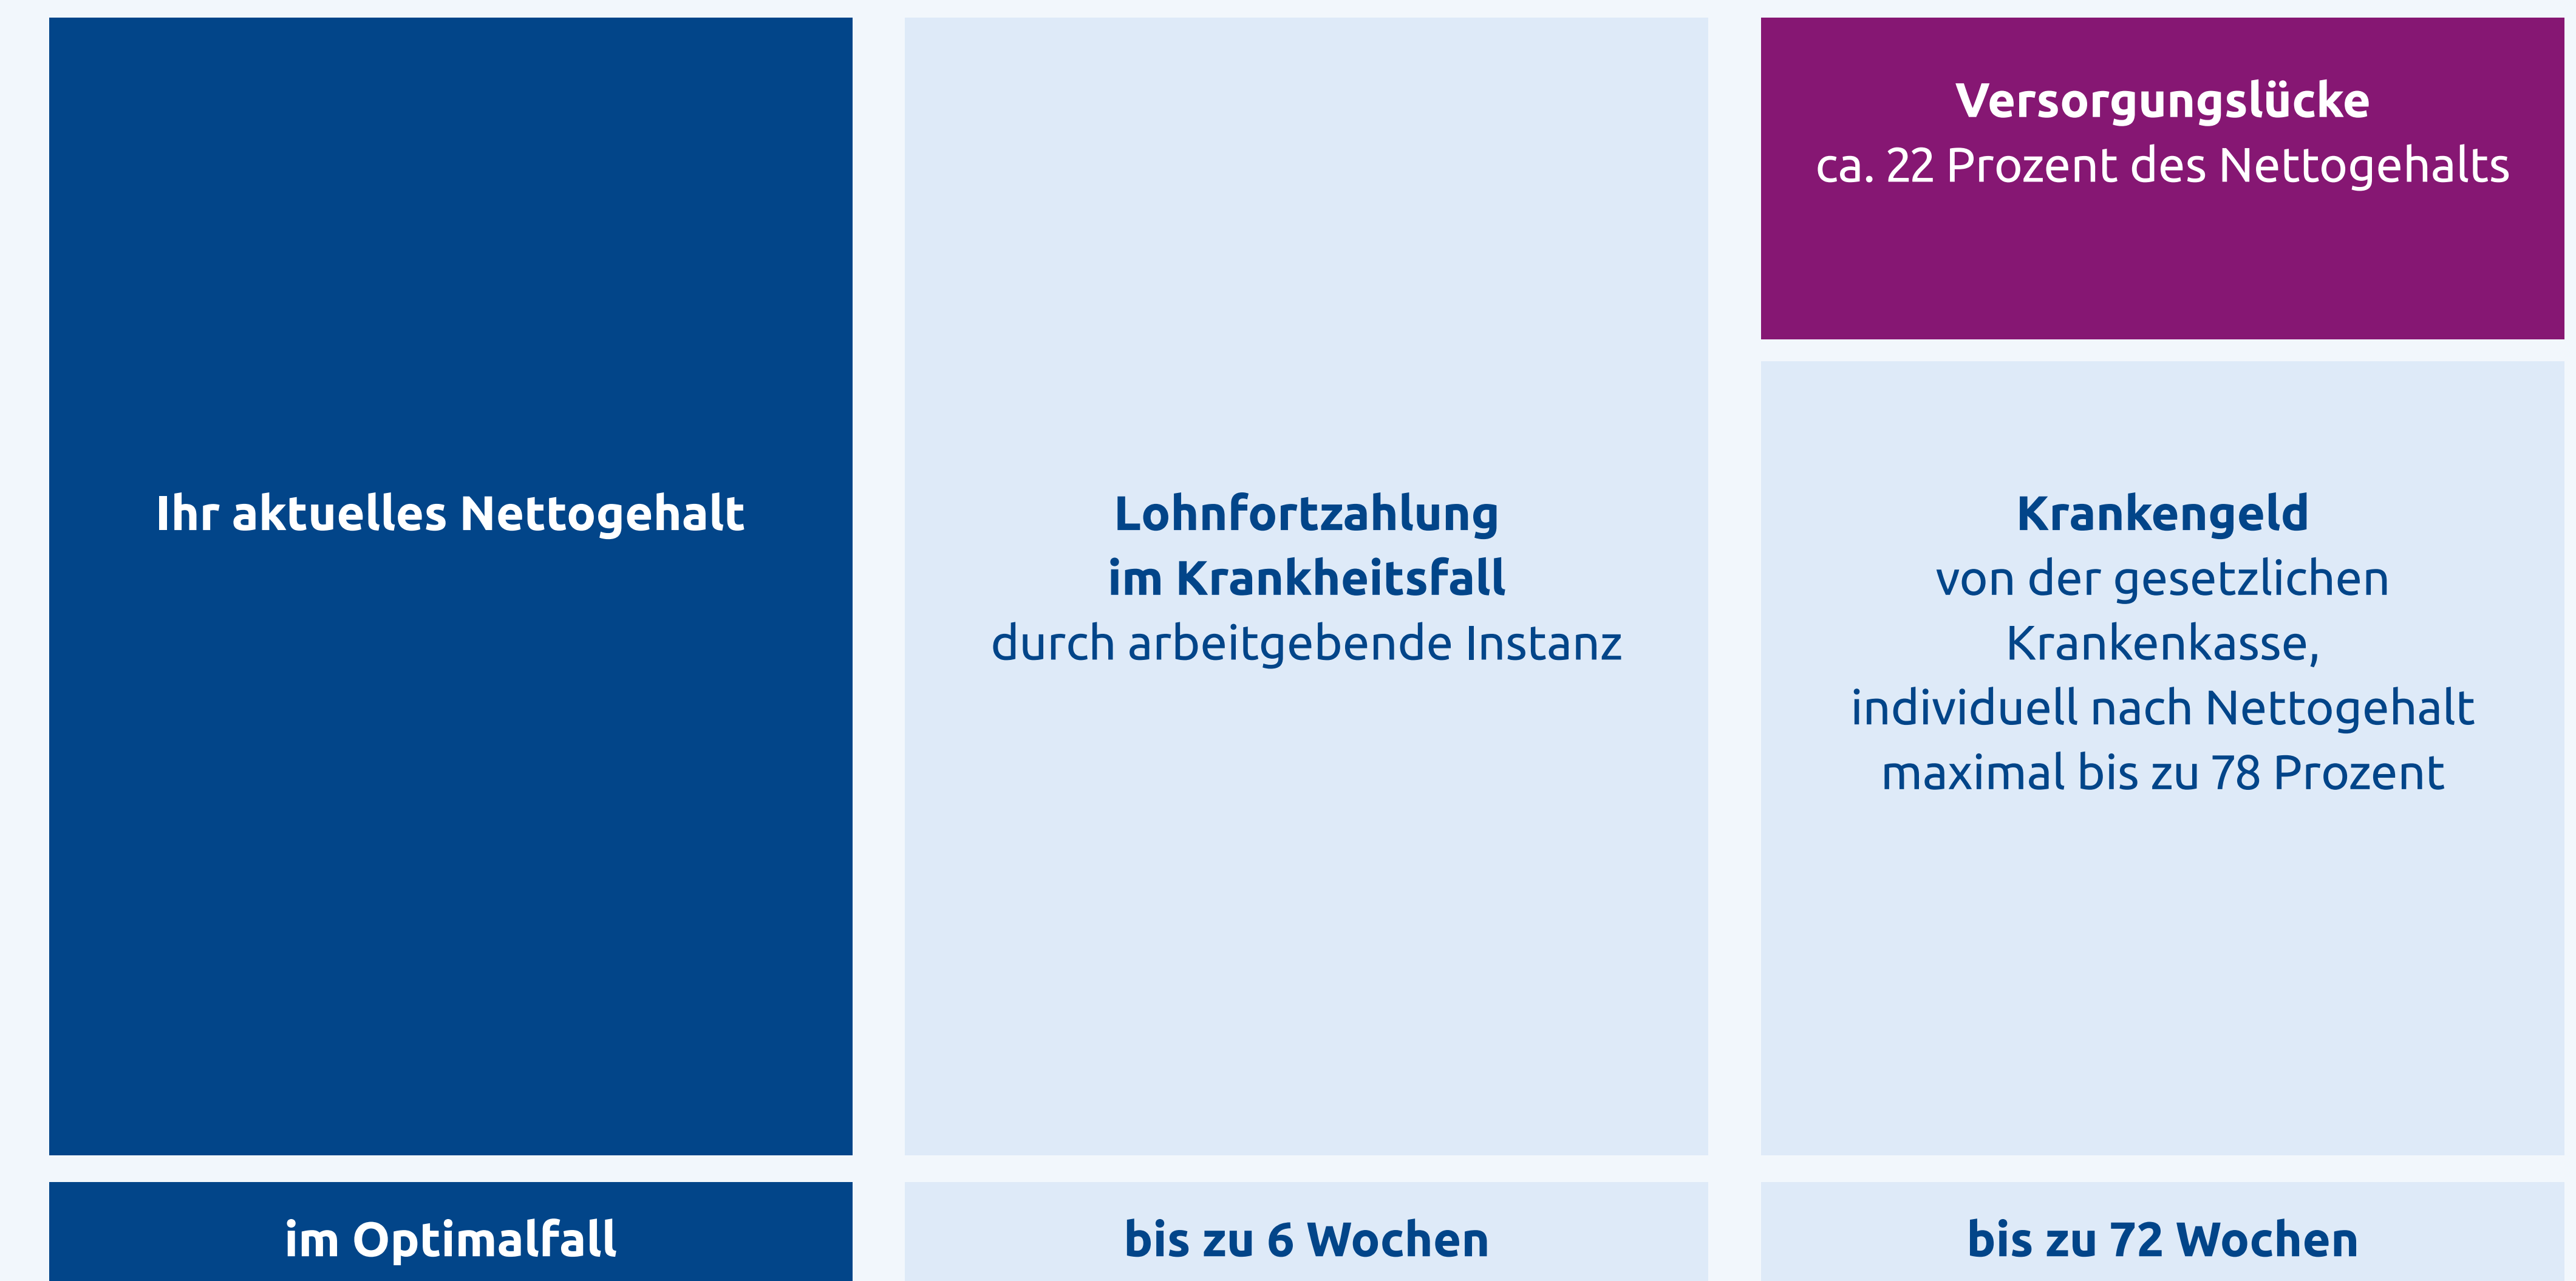 Ihr aktuelles Nettogehalt
im Optimalfall
Lohnfortzahlung
im Krankheitsfall
durch arbeitgebende Instanz
bis zu 6 Wochen
Versorgungslücke
ca. 22 Prozent des Nettogehalts
Krankengeld
von der gesetzlichen
Krankenkasse,
individuell nach Nettogehalt
maximal bis zu 78 Prozent
bis zu 72 Wochen